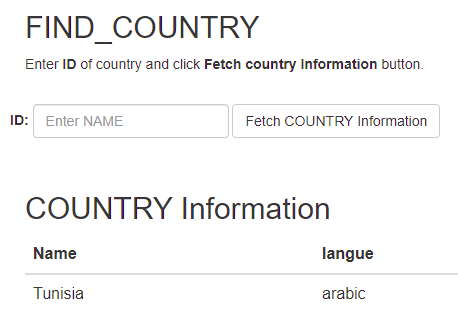 FIND_COUNTRY
Enter ID of country and click Fetch country Information button.
ID: Enter NAME Fetch COUNTRY Information
COUNTRY Information
Name langue
Tunisia arabic